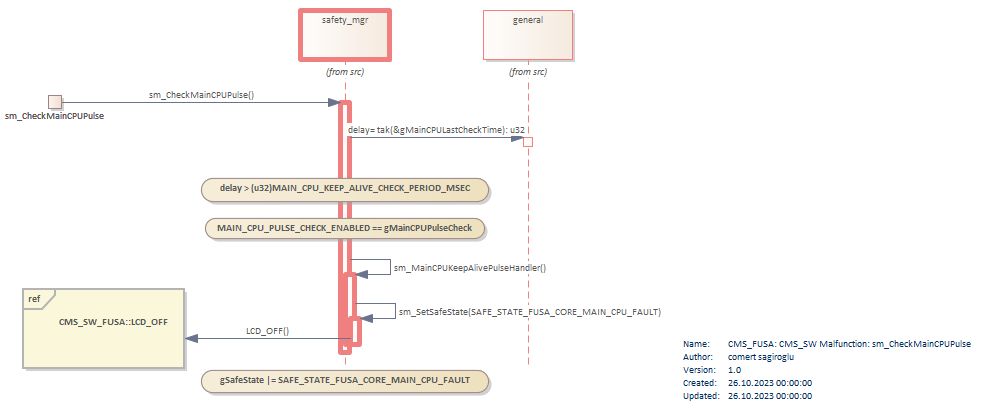 safety_mgr
general
(from src)
(from src)
sm_CheckMainCPUPulse()
sm_CheckMainCPUPulse
delay= tak(&gMainCPULastCheckTime): u32
delay > (u32)MAIN_CPU_KEEP_ALIVE_CHECK_PERIOD_MSEC
MAIN_CPU_PULSE_CHECK_ENABLED == gMainCPUPulseCheck
sm_MainCPUKeepAlivePulseHandler()
ref
CMS_SW_FUSA::LCD_OFF
sm_SetSafeState(SAFE_STATE_FUSA_CORE_MAIN_CPU_FAULT)
LCD_OFF()
gSafeState |= SAFE_STATE_FUSA_CORE_MAIN_CPU_FAULT
Name: CMS_FUSA: CMS_SW Malfunction: sm_CheckMainCPUPulse
Author: comert sagiroglu
Version: 1.0
Created: 26.10.2023 00:00:00
Updated: 26.10.2023 00:00:00